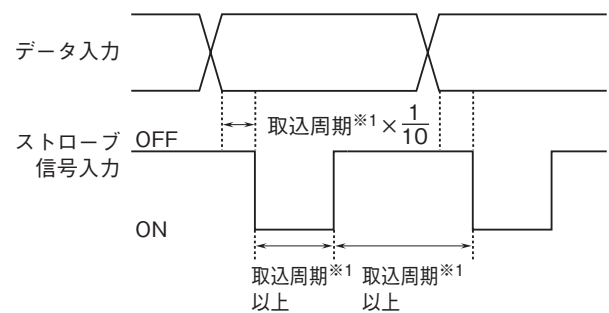 データ入力
取込周期※1×1/10
ストローブ
信号入力
OFF
ON
取込周期※1
以上
取込周期※1
以上